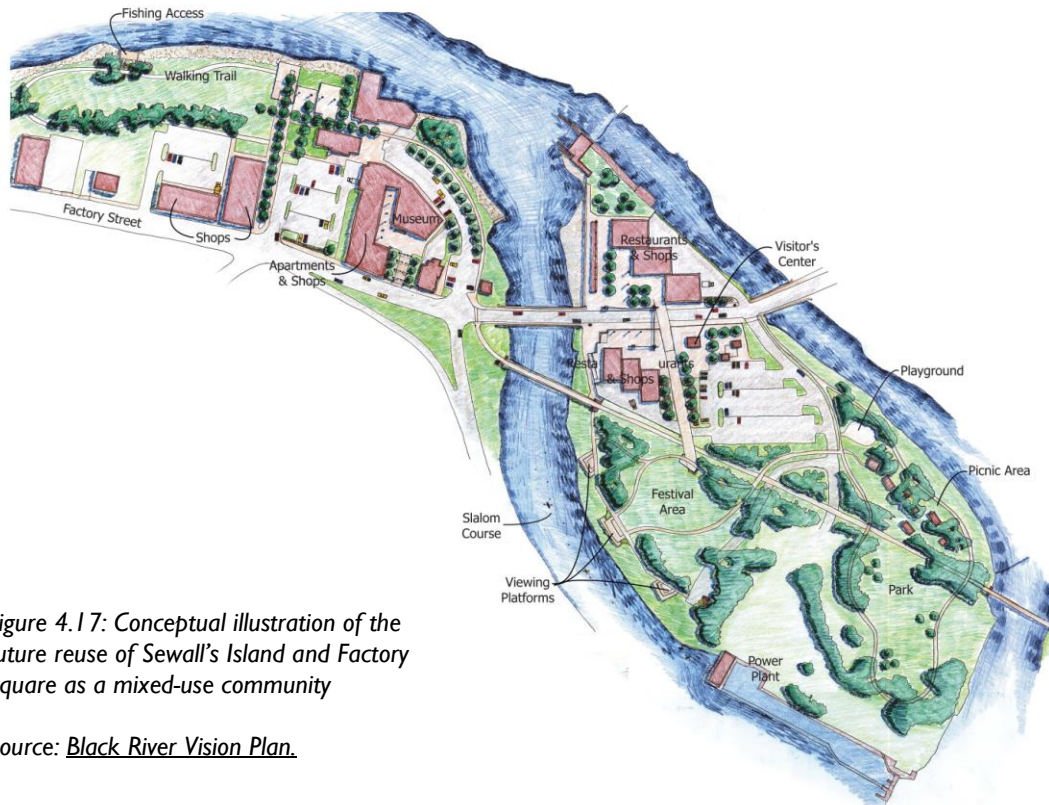 Fishing Access
Walking Trail
Factory Street
Shops
Apartments
& Shops
Museum
Restaurants
& Shops
Visitor's
Center
Resta urants
& Shops
Playground
Picnic Area
Festival
Area
Slalom
Course
Viewing
Platforms
Park
Power
Plant
igure 4.17: Conceptual illustration of the
uture reuse of Sewall's Island and Factory
quare as a mixed-use community
ource: Black River Vision Plan.